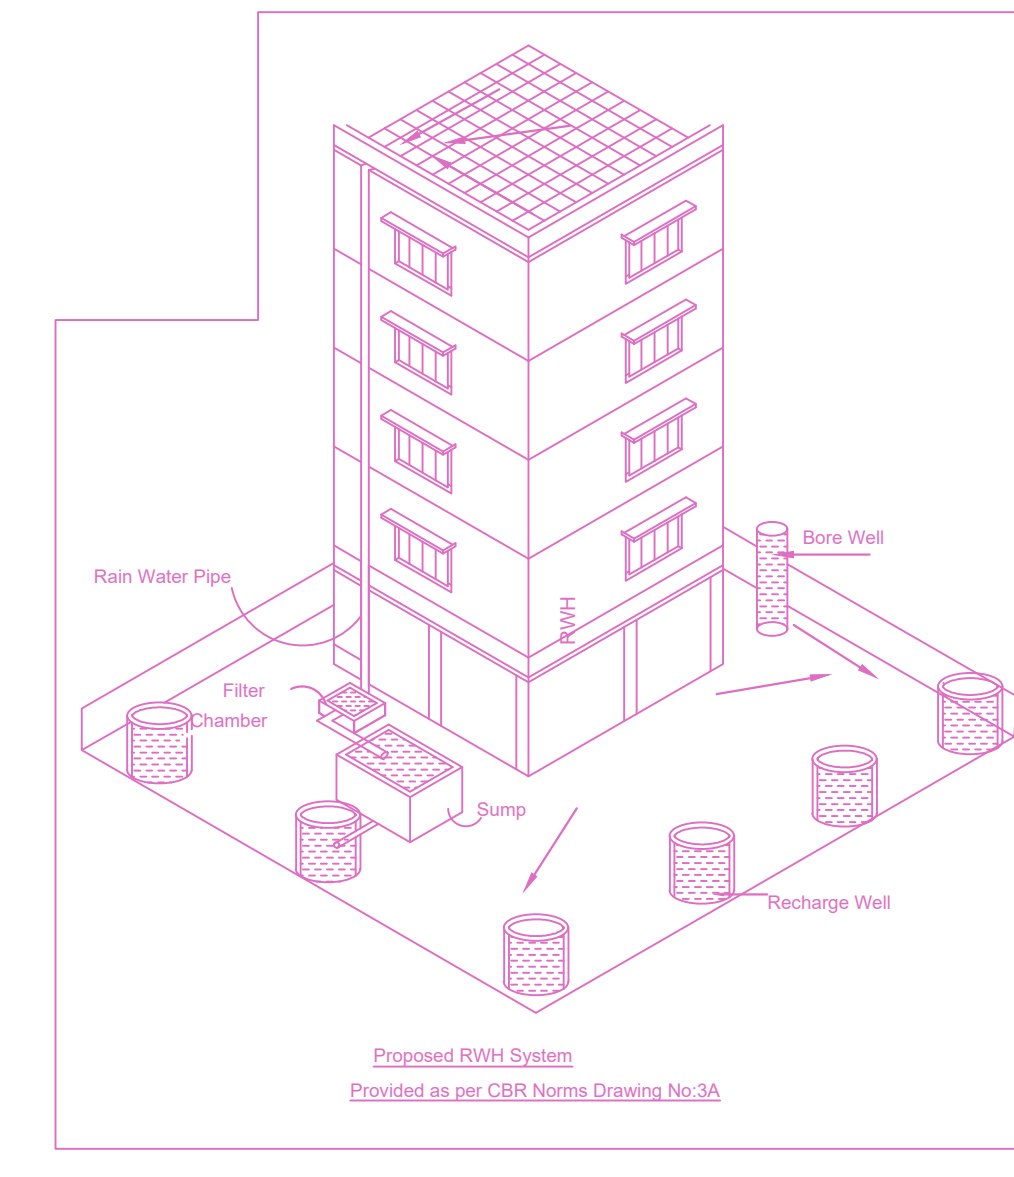 Bore Well
Rain Water Pipe
RWH
Filter
Chamber
Sump
Recharge Well
Proposed RWH System
Provided as per CBR Norms Drawing No:3A